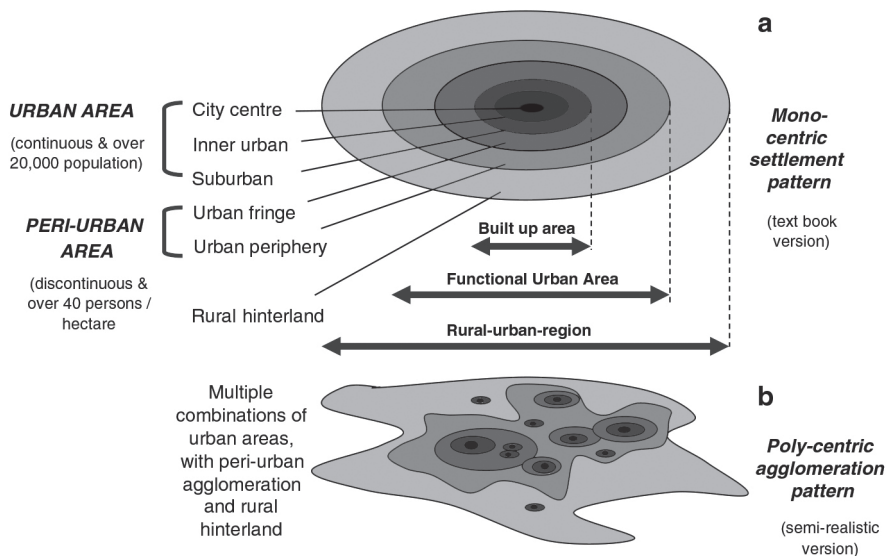 a
URBAN AREA
(continuous & over
20,000 population)
City centre
Inner urban
Suburban
PERI-URBAN
AREA
(discontinuous &
over 40 persons /
hectare
Urban fringe
Urban periphery
Rural hinterland
Built up area
Functional Urban Area
Rural-urban-region
Mono-
centric
settlement
pattern
(text book
version)
Multiple
combinations of
urban areas,
with peri-urban
agglomeration
and rural
hinterland
b
Poly-centric
agglomeration
pattern
(semi-realistic
version)